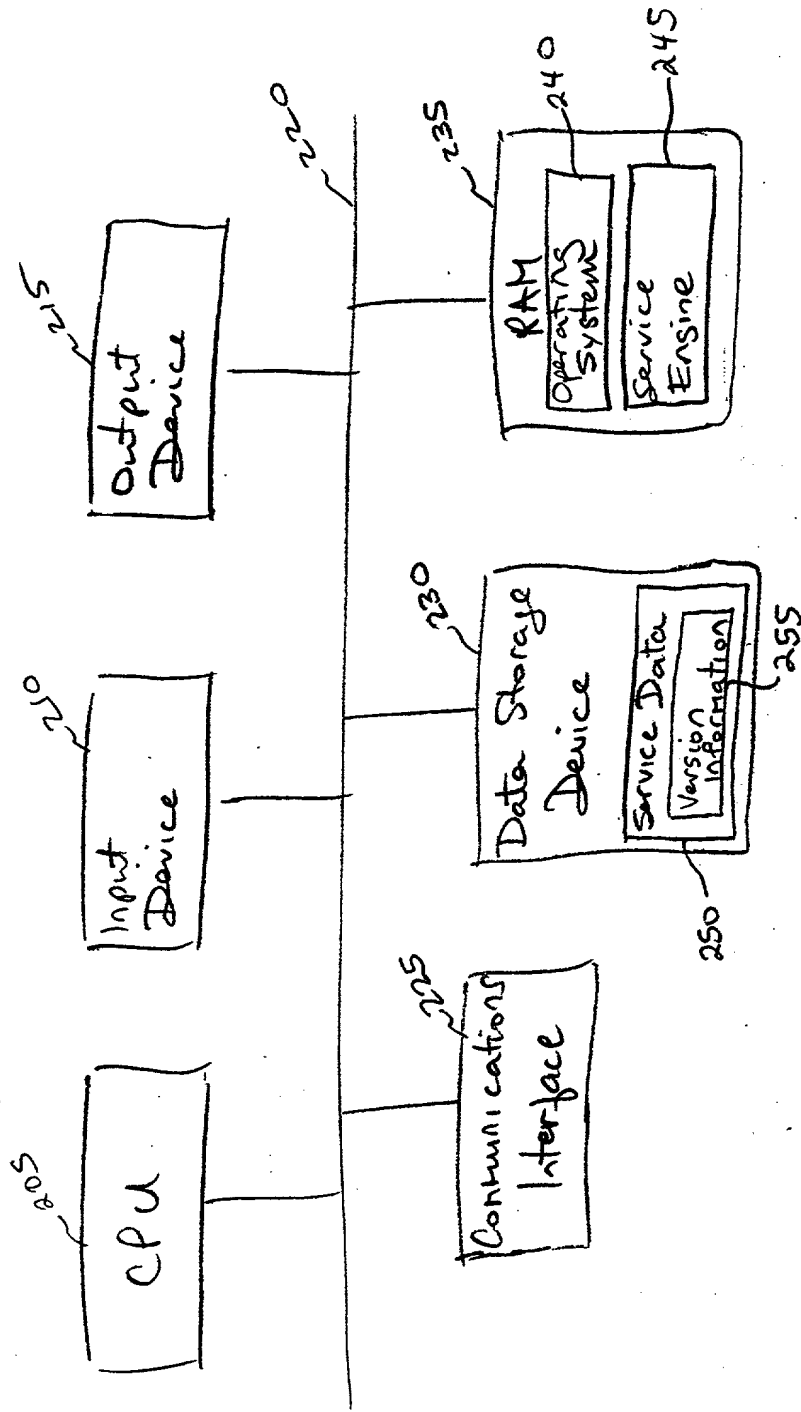 205
CPU
210
Input
Device
215
Output
Device
220
225
Communications
Interface
230
Data Storage
Device
Service Data
Version
Information
250
255
235
RAM
Operating
System
240
Service
Engine
245